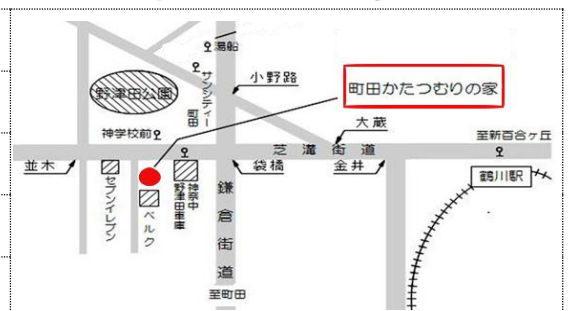 湯船
サンシティー
町田
小野路
町田かたつむりの家
野津田公園
神学校前
大蔵
芝溝街道
至新百合ヶ丘
並木
袋橋
金井
鶴川駅
セブンイレブン
ベルク
神奈中
野津田車庫
鎌倉街道
至町田